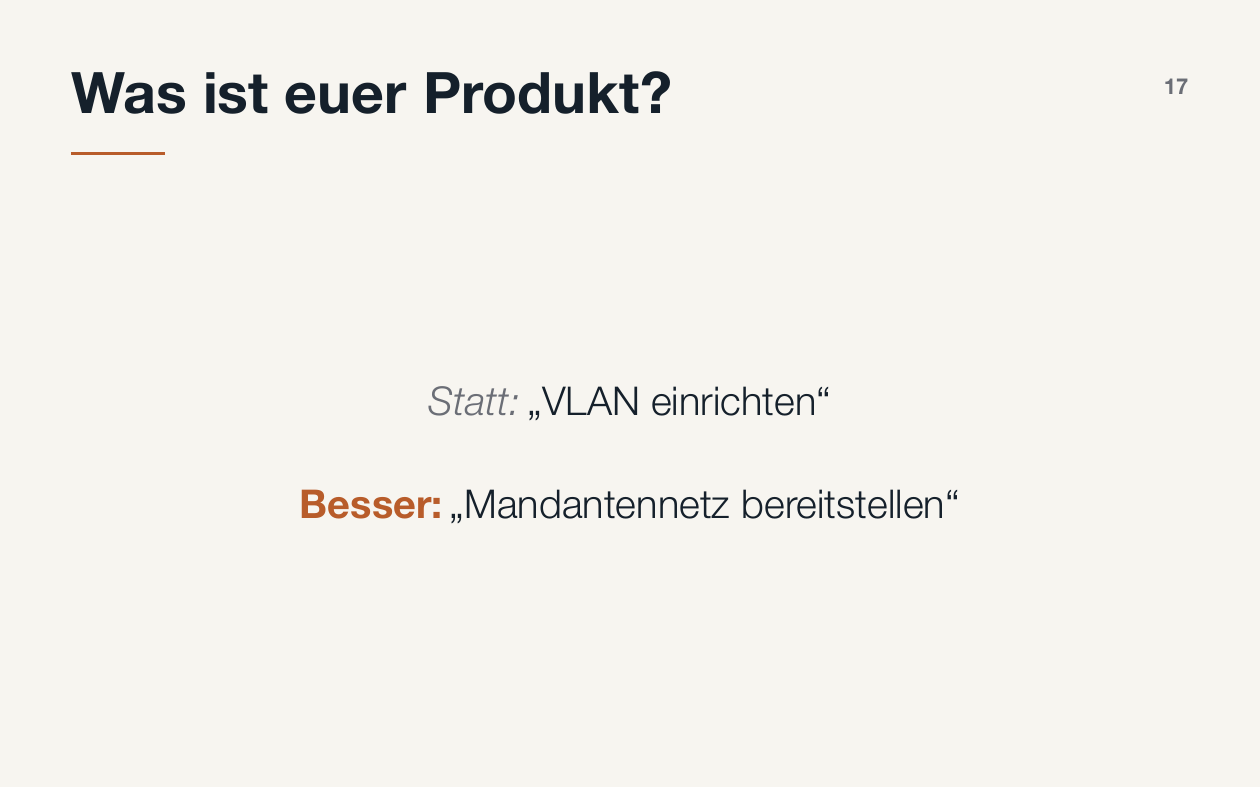 Was ist euer Produkt?
17
Statt: „VLAN einrichten“
Besser: „Mandantennetz bereitstellen“